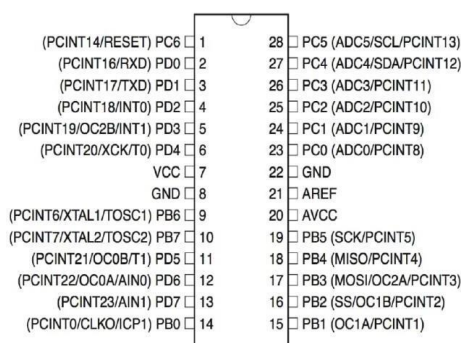 (PCINT14/RESET) PC6 1 28 PC5 (ADC5/SCL/PCINT13)
(PCINT16/RXD) PD0 2 27 PC4 (ADC4/SDA/PCINT12)
(PCINT17/TXD) PD1 3 26 PC3 (ADC3/PCINT11)
(PCINT18/INT0) PD2 4 25 PC2 (ADC2/PCINT10)
(PCINT19/OC2B/INT1) PD3 5 24 PC1 (ADC1/PCINT9)
(PCINT20/XCK/T0) PD4 6 23 PC0 (ADC0/PCINT8)
VCC 7 22 GND
GND 8 21 AREF
(PCINT6/XTAL1/TOSC1) PB6 9 20 AVCC
(PCINT7/XTAL2/TOSC2) PB7 10 19 PB5 (SCK/PCINT5)
(PCINT21/OC0B/T1) PD5 11 18 PB4 (MISO/PCINT4)
(PCINT22/OC0A/AIN0) PD6 12 17 PB3 (MOSI/OC2A/PCINT3)
(PCINT23/AIN1) PD7 13 16 PB2 (SS/OC1B/PCINT2)
(PCINT0/CLKO/ICP1) PB0 14 15 PB1 (OC1A/PCINT1)